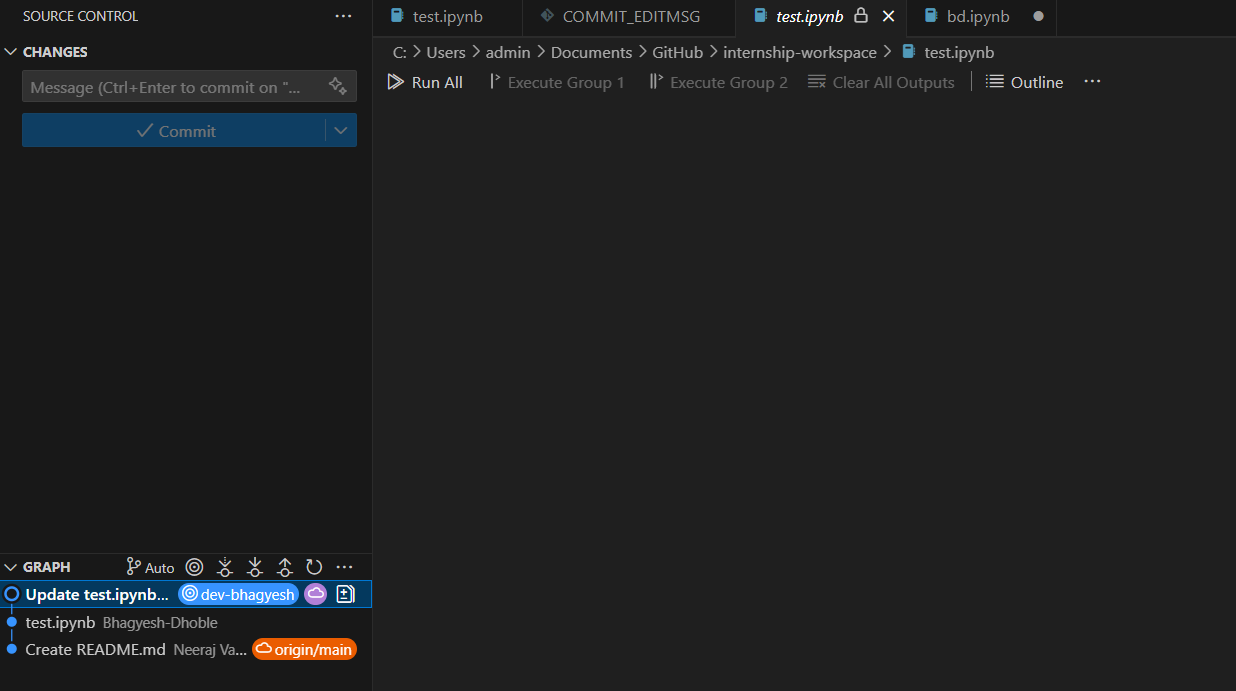 SOURCE CONTROL
CHANGES
Message (Ctrl+Enter to commit on "...
Commit
test.ipynb
COMMIT_EDITMSG
test.ipynb
bd.ipynb
C: > Users > admin > Documents > GitHub > internship-workspace > test.ipynb
Run All
Execute Group 1
Execute Group 2
Clear All Outputs
Outline
GRAPH
Auto
Update test.ipynb... dev-bhagyesh
test.ipynb Bhagyesh-Dhoble
Create README.md Neeraj Va... origin/main